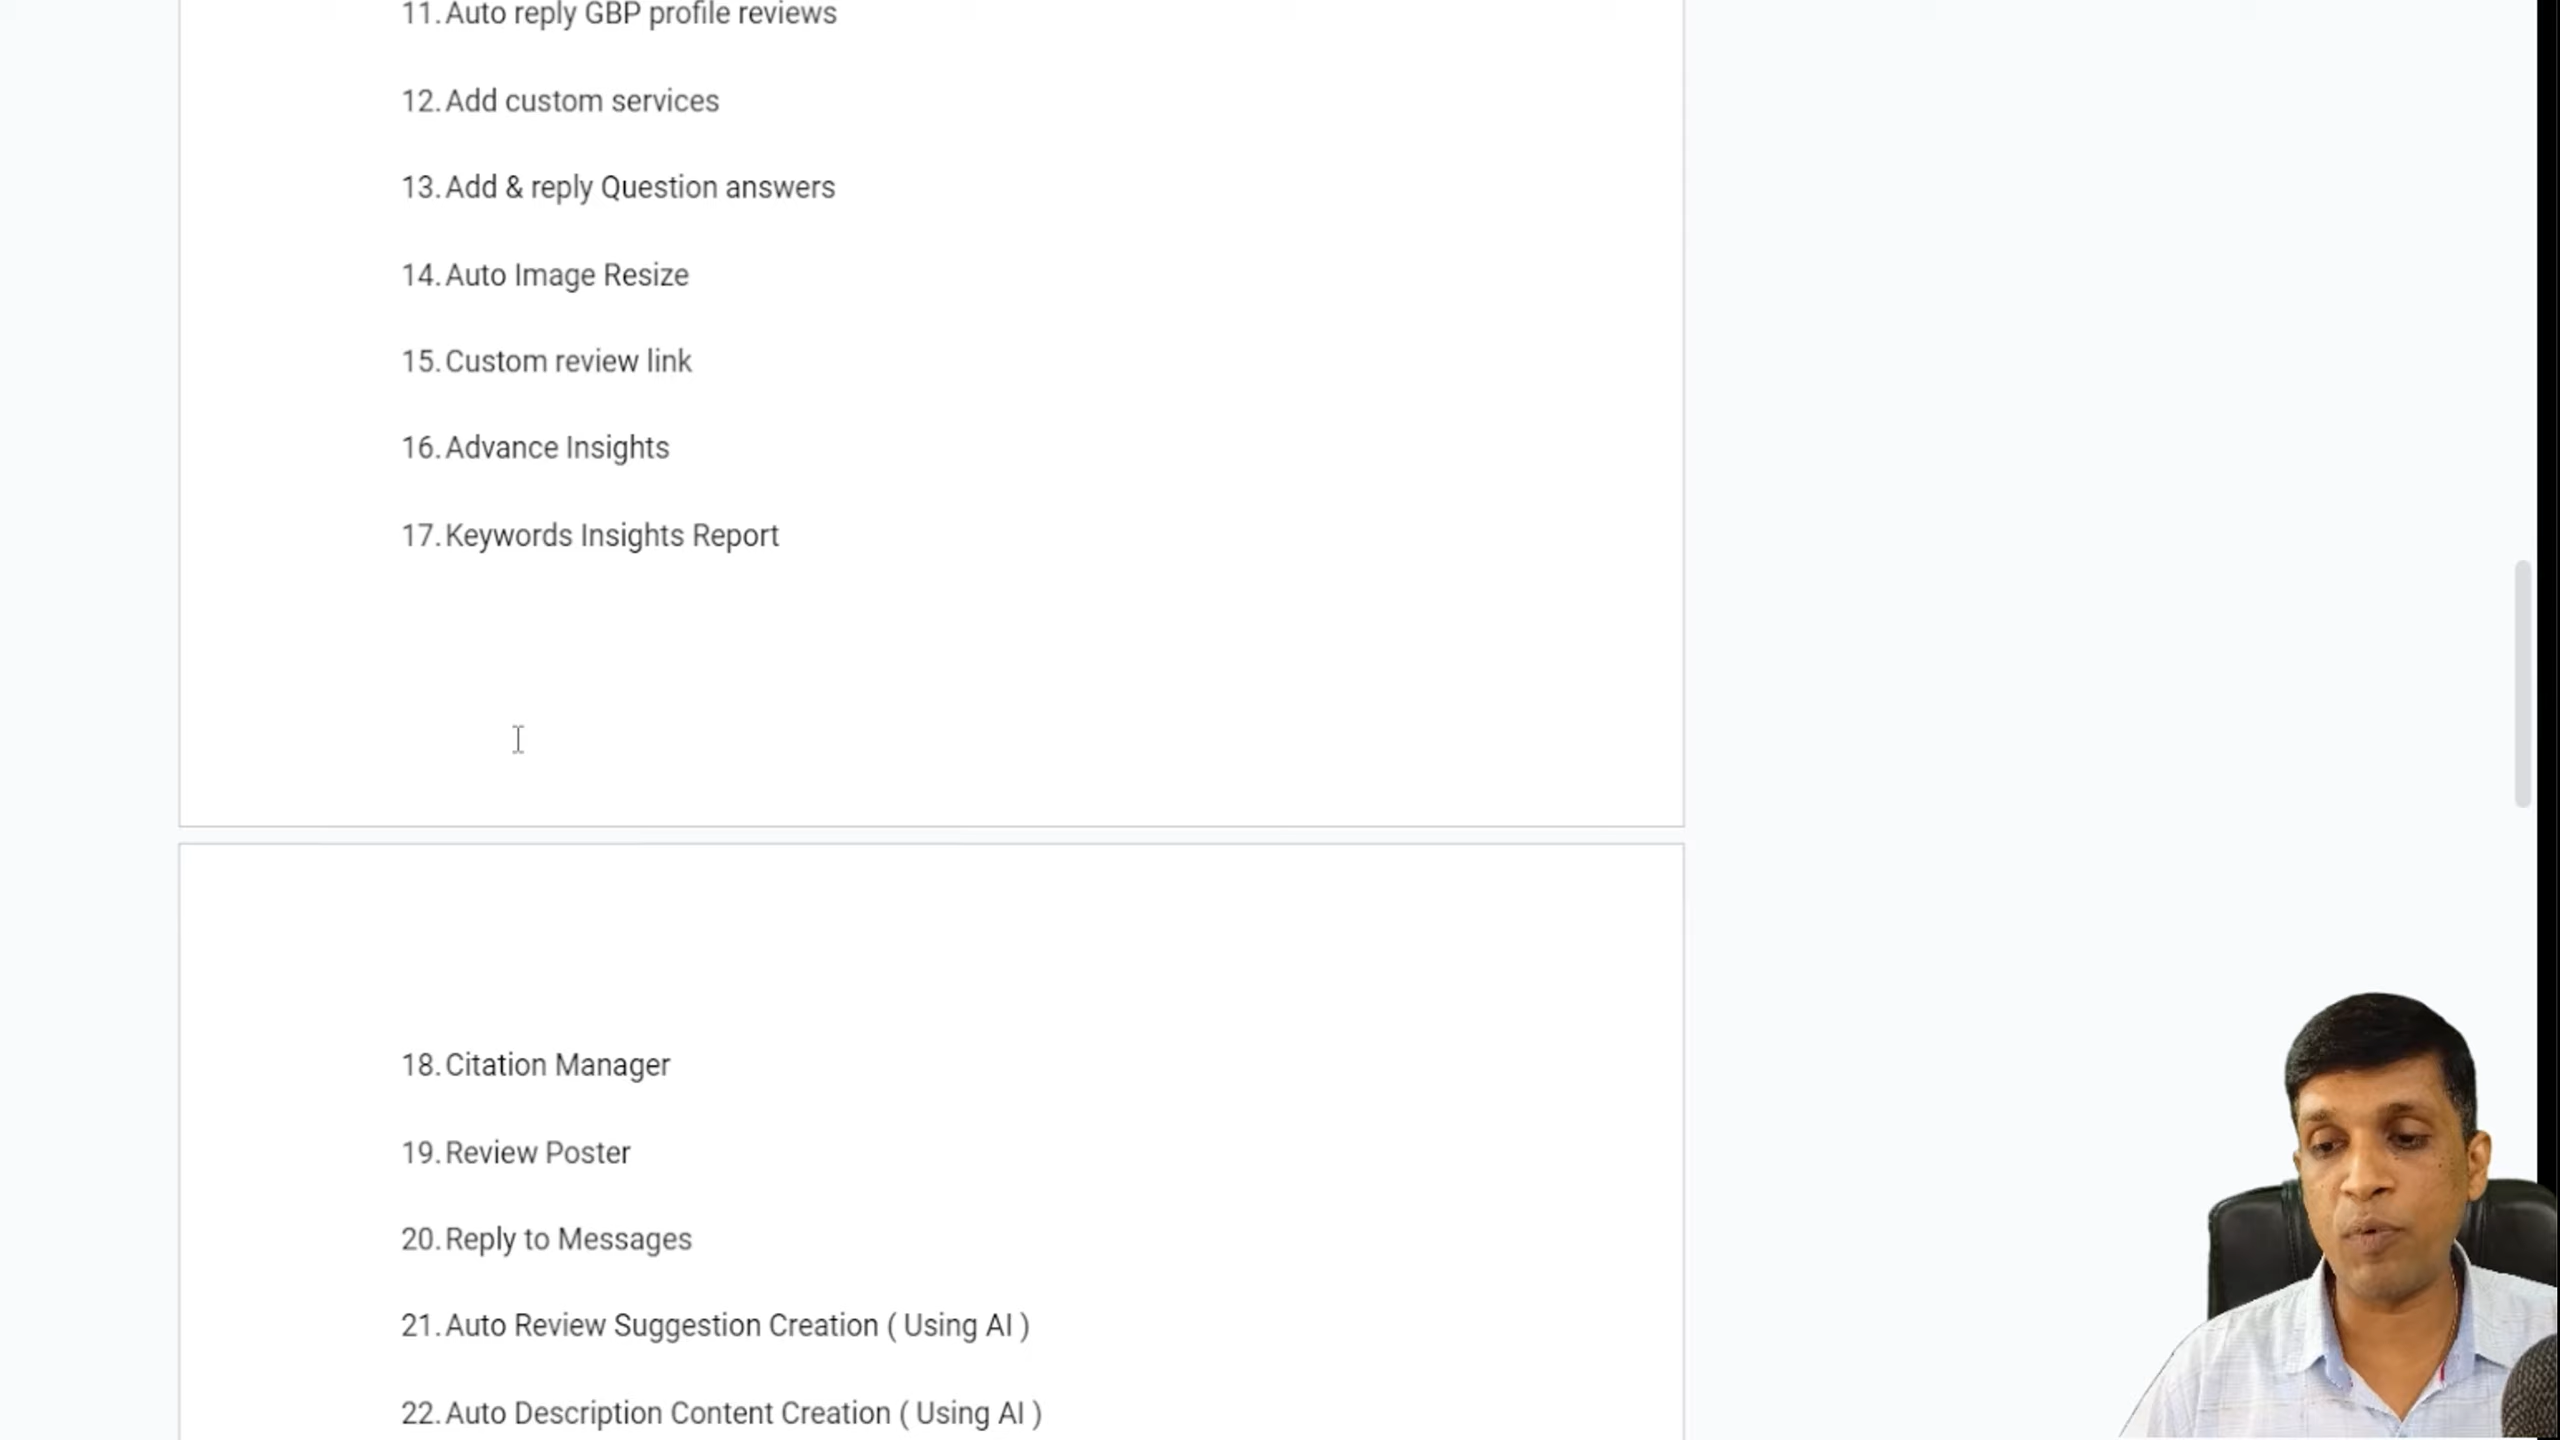 11. Auto reply GBP profile reviews
12. Add custom services
13. Add & reply Question answers
14. Auto Image Resize
15. Custom review link
16. Advance Insights
17. Keywords Insights Report
18. Citation Manager
19. Review Poster
20. Reply to Messages
21. Auto Review Suggestion Creation ( Using AI )
22. Auto Description Content Creation ( Using AI )